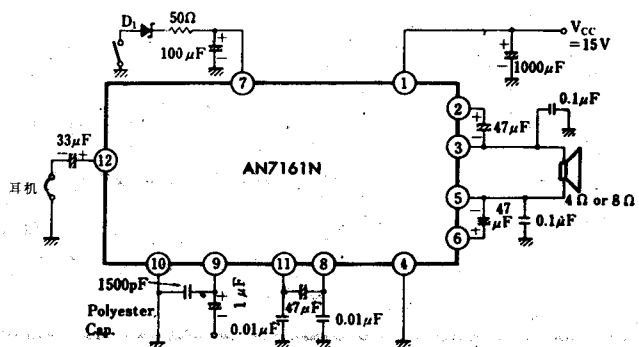 D₁
50Ω
100μF
+
−
7
1
+
−
1000μF
VCC
=15V
2
+
−
47μF
3
0.1μF
33μF
− +
12
AN7161N
耳机
4Ω or 8Ω
5
−
+
47
μF
6
0.1μF
10
9
11
8
4
1500pF
Polyester
Cap.
+
−
1μF
0.01μF
47μF
0.01μF